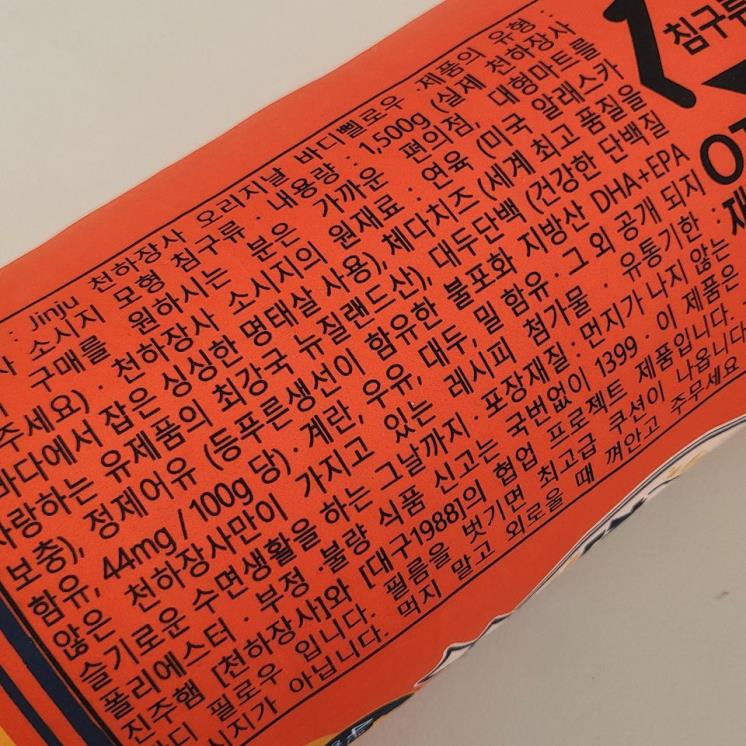 : Jinju 천하장사 오리지날 바디삘로우 ·제품의 유형 :
소시지 모형 침구류 · 내용량 : 1,500g (실제 천하장사
구매를 원하시는 분은 가까운 편의점, 대형마트를
주세요) · 천하장사 소시지의 원재료 : 연육 (미국 알래스카
바다에서 잡은 싱싱한 명태살 사용), 체다치즈 (세계 최고 품질을
사랑하는 유제품의 최강국 뉴질랜드산), 대두단백 (건강한 단백질
보충), 정제어유 (등푸른생선이 함유한 불포화 지방산 DHA+EPA
함유, 44mg / 100g 당) · 계란, 우유, 대두, 밀 함유 · 그 외 공개 되지
않은 천하장사만이 가지고 있는 레시피 첨가물 · 유통기한 :
슬기로운 수면생활을 하는 그날까지 · 포장재질 : 먼지가 나지 않는
폴리에스터 · 부정·불량 식품 신고는 국번없이 1399 · 이 제품은
진주햄 [천하장사]와 [대구1988]의 협업 프로젝트 제품입니다.
바디 필로우 입니다. 필름을 벗기면 최고급 쿠션이 나옵니다
시지가 아닙니다. 먹지 말고 외로울 때 껴안고 주무세요
침구류